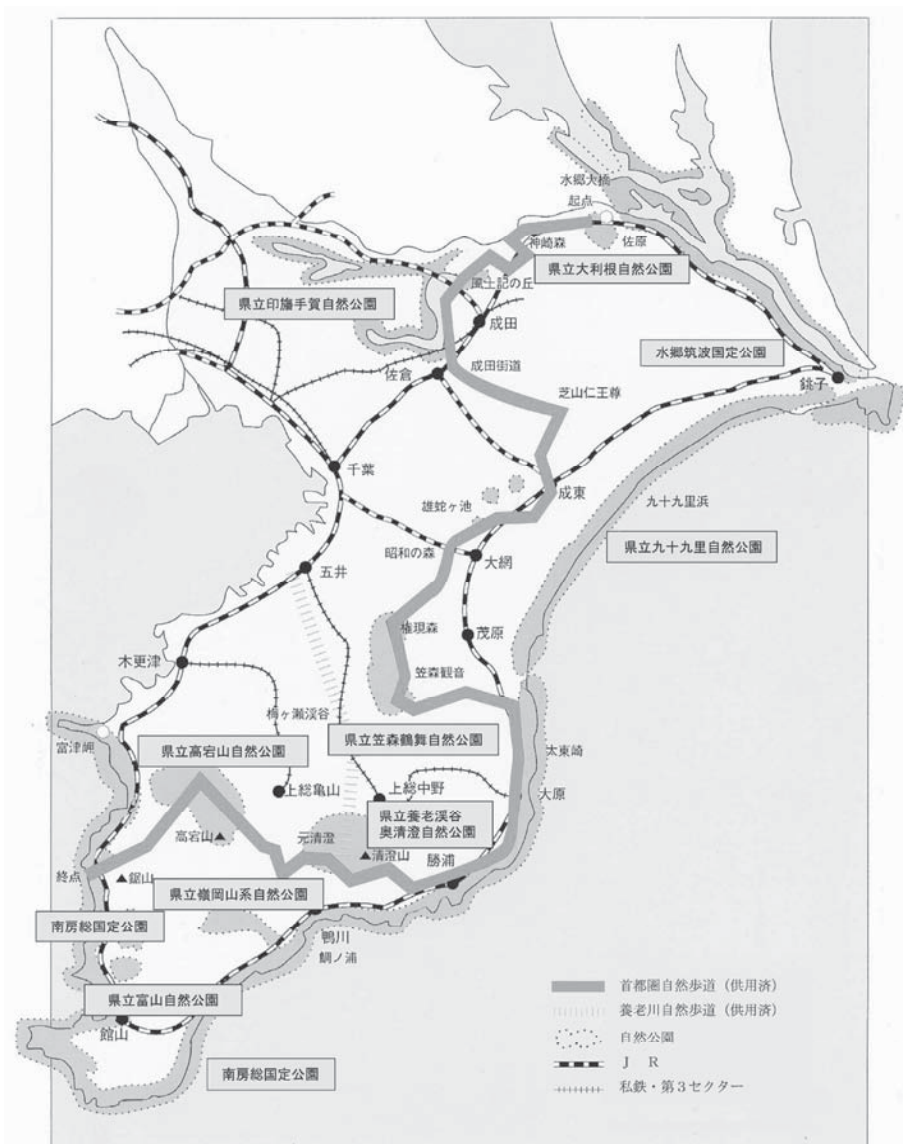 水郷大橋
起点
神崎森
佐原
県立大利根自然公園
風土記の丘
県立印旛手賀自然公園
成田
水郷筑波国定公園
成田街道
佐倉
銚子
芝山仁王尊
千葉
成東
雄蛇ヶ池
九十九里浜
県立九十九里自然公園
昭和の森
大網
五井
権現森
茂原
木更津
笠森観音
梅ヶ瀬渓谷
富津岬
県立高宕山自然公園
県立笠森鶴舞自然公園
太東崎
上総亀山
上総中野
大原
県立養老渓谷
奥清澄自然公園
高宕山
元清澄
清澄山
勝浦
終点
鋸山
県立嶺岡山系自然公園
南房総国定公園
鴨川
鯛ノ浦
県立富山自然公園
館山
南房総国定公園
首都圏自然歩道(供用済)
養老川自然歩道(供用済)
自然公園
J R
私鉄・第3セクター